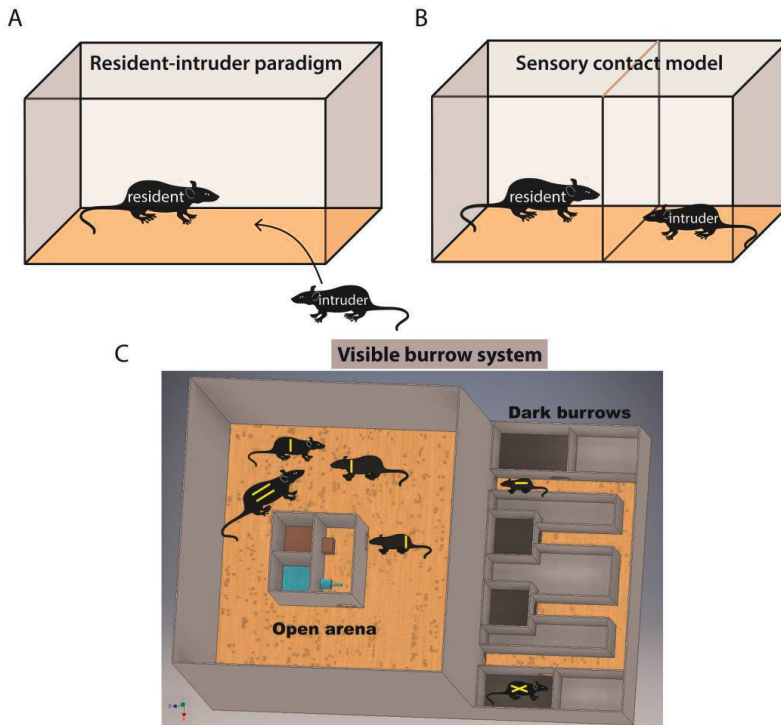 A
Resident-intruder paradigm
resident
intruder
B
Sensory contact model
resident
intruder
C
Visible burrow system
Dark burrows
Open arena